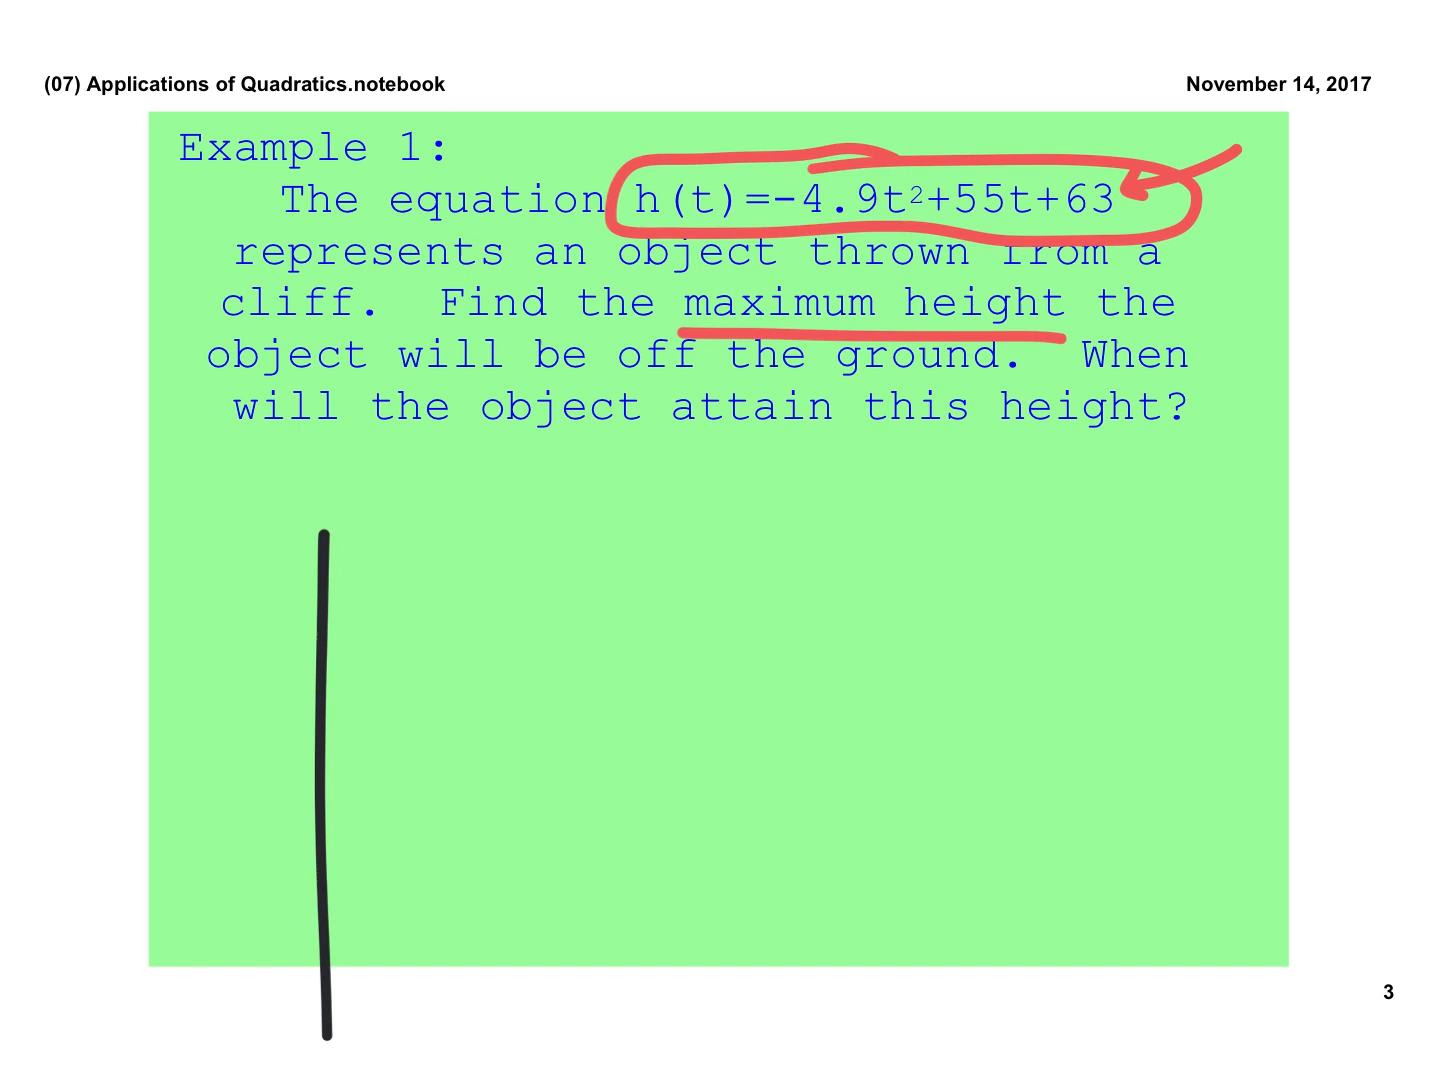 (07) Applications of Quadratics.notebook
November 14, 2017
Example 1:
The equation h(t)=-4.9t²+55t+63
represents an object thrown from a
cliff. Find the maximum height the
object will be off the ground. When
will the object attain this height?
3